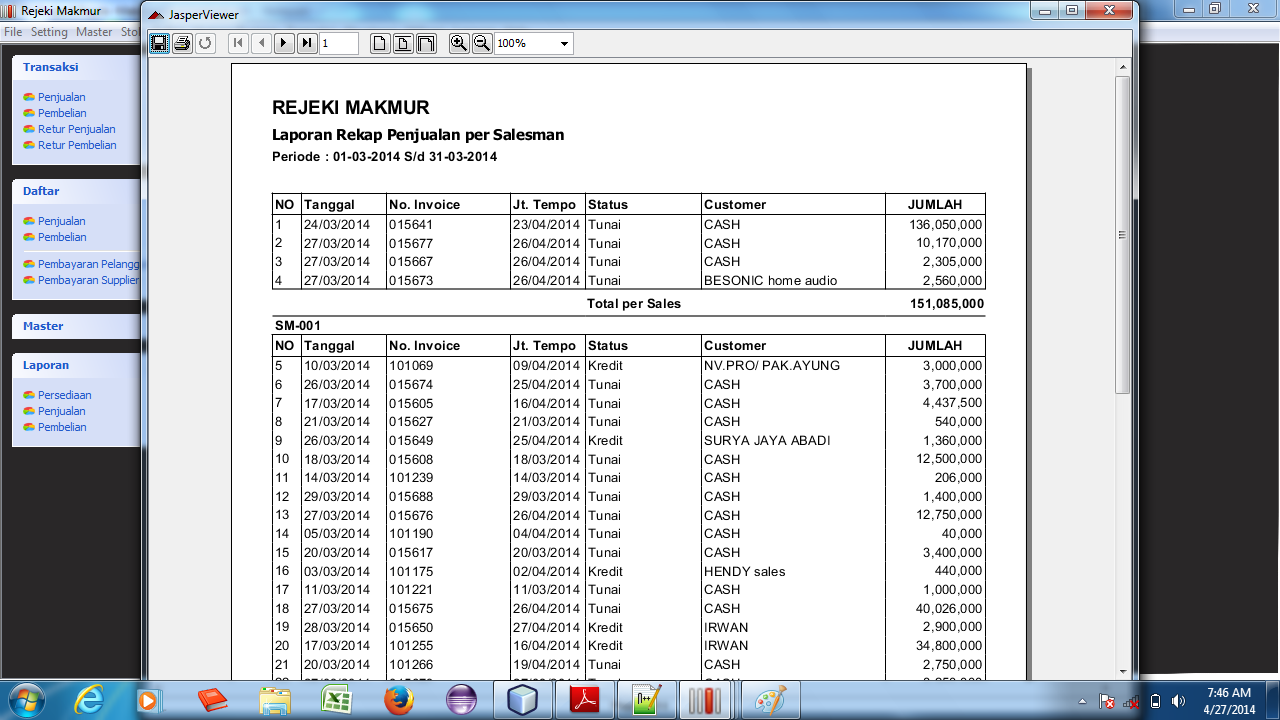 Rejeki Makmur
JasperViewer
File Setting Master Sto
1
100%
Transaksi
Penjualan
Pembelian
Retur Penjualan
Retur Pembelian
Daftar
Penjualan
Pembelian
Pembayaran Pelangg
Pembayaran Supplier
Master
Laporan
Persediaan
Penjualan
Pembelian
REJEKI MAKMUR
Laporan Rekap Penjualan per Salesman
Periode : 01-03-2014 S/d 31-03-2014
NO Tanggal No. Invoice Jt. Tempo Status Customer JUMLAH
1 24/03/2014 015641 23/04/2014 Tunai CASH 136,050,000
2 27/03/2014 015677 26/04/2014 Tunai CASH 10,170,000
3 27/03/2014 015667 26/04/2014 Tunai CASH 2,305,000
4 27/03/2014 015673 26/04/2014 Tunai BESONIC home audio 2,560,000
Total per Sales 151,085,000
SM-001
NO Tanggal No. Invoice Jt. Tempo Status Customer JUMLAH
5 10/03/2014 101069 09/04/2014 Kredit NV.PRO/ PAK.AYUNG 3,000,000
6 26/03/2014 015674 25/04/2014 Tunai CASH 3,700,000
7 17/03/2014 015605 16/04/2014 Tunai CASH 4,437,500
8 21/03/2014 015627 21/03/2014 Tunai CASH 540,000
9 26/03/2014 015649 25/04/2014 Kredit SURYA JAYA ABADI 1,360,000
10 18/03/2014 015608 18/03/2014 Tunai CASH 12,500,000
11 14/03/2014 101239 14/03/2014 Tunai CASH 206,000
12 29/03/2014 015688 29/03/2014 Tunai CASH 1,400,000
13 27/03/2014 015676 26/04/2014 Tunai CASH 12,750,000
14 05/03/2014 101190 04/04/2014 Tunai CASH 40,000
15 20/03/2014 015617 20/03/2014 Tunai CASH 3,400,000
16 03/03/2014 101175 02/04/2014 Kredit HENDY sales 440,000
17 11/03/2014 101221 11/03/2014 Tunai CASH 1,000,000
18 27/03/2014 015675 26/04/2014 Tunai CASH 40,026,000
19 28/03/2014 015650 27/04/2014 Kredit IRWAN 2,900,000
20 17/03/2014 101255 16/04/2014 Kredit IRWAN 34,800,000
21 20/03/2014 101266 19/04/2014 Tunai CASH 2,750,000
7:46 AM
4/27/2014